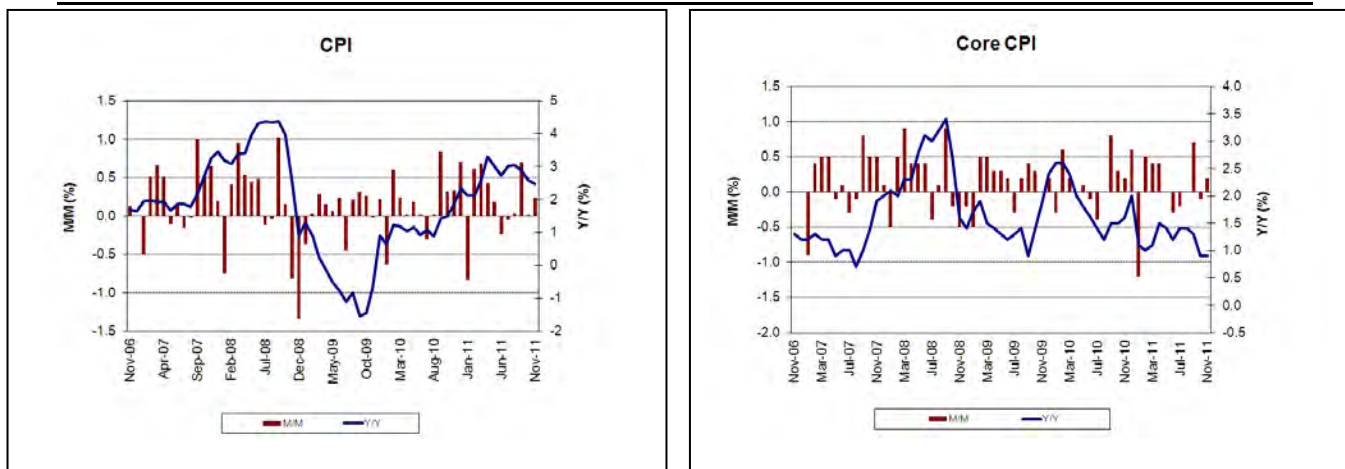 CPI
1.5
1.0
0.5
0.0
-0.5
-1.0
-1.5
M/M (%)
5
4
3
2
1
0
-1
-2
Y/Y (%)
Nov-06
Apr-07
Sep-07
Feb-08
Jul-08
Dec-08
May-09
Oct-09
Mar-10
Aug-10
Jan-11
Jun-11
Nov-11
M/M
Y/Y
Core CPI
1.5
1.0
0.5
0.0
-0.5
-1.0
-1.5
-2.0
M/M (%)
4.0
3.5
3.0
2.5
2.0
1.5
1.0
0.5
0.0
-0.5
Y/Y (%)
Nov-06
Mar-07
Jul-07
Nov-07
Mar-08
Jul-08
Nov-08
Mar-09
Jul-09
Nov-09
Mar-10
Jul-10
Nov-10
Mar-11
Jul-11
Nov-11
M/M
Y/Y